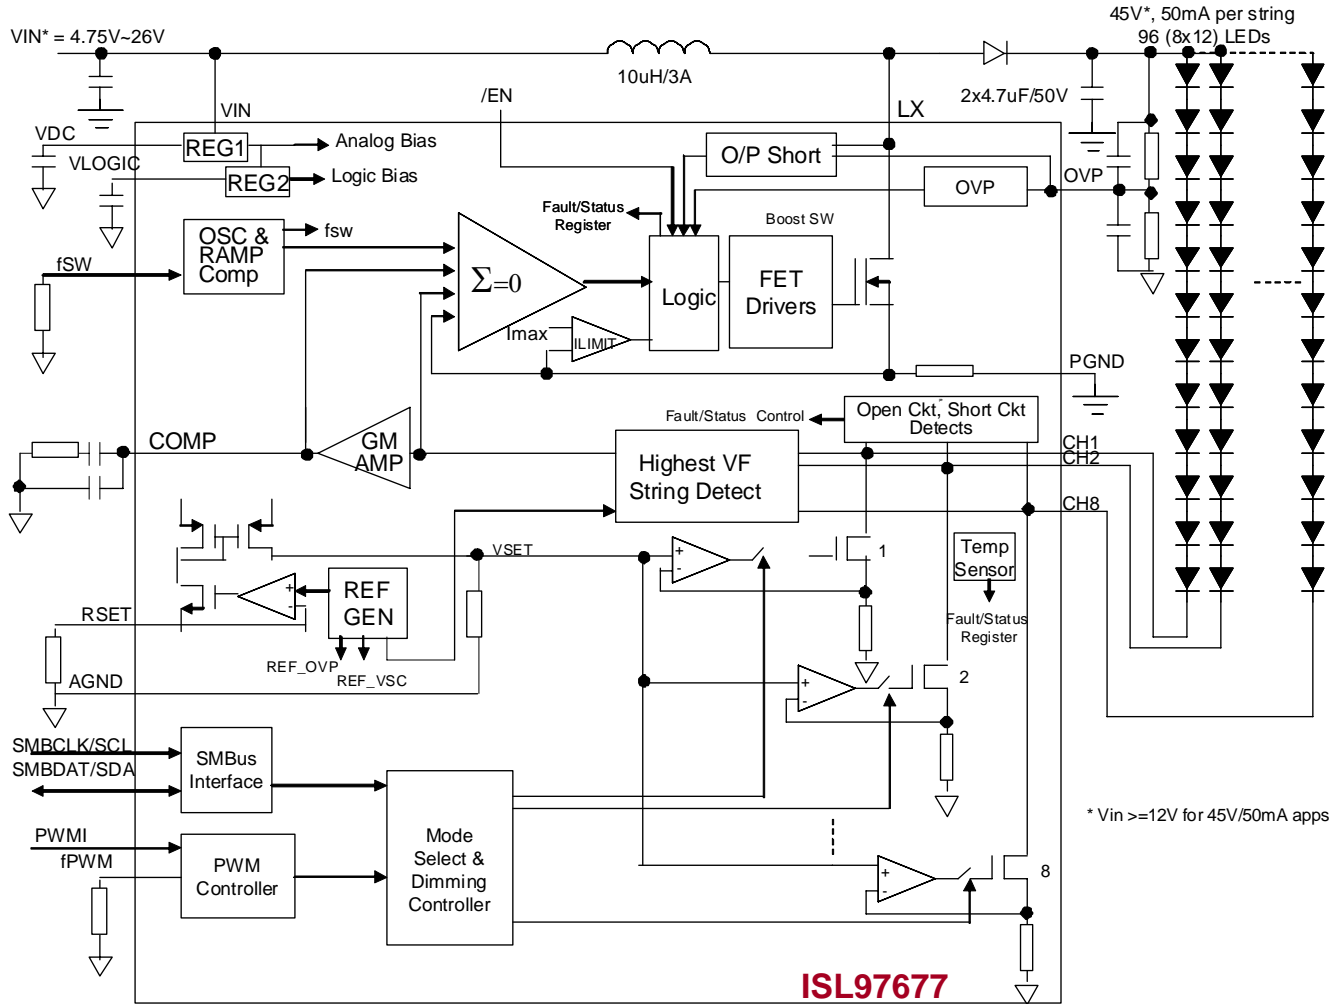 VIN* = 4.75V~26V
45V*, 50mA per string
96 (8x12) LEDs
10uH/3A
2x4.7uF/50V
/EN
VIN
LX
VDC
REG1
Analog Bias
VLOGIC
REG2
Logic Bias
O/P Short
OVP
OVP
Fault/Status
Register
Boost SW
OSC &
RAMP
Comp
fsw
fSW
Σ=0
Logic
FET
Drivers
Imax
ILIMIT
PGND
Fault/Status Control
Open Ckt, Short Ckt
Detects
COMP
GM
AMP
Highest VF
String Detect
CH1
CH2
CH8
VSET
+
-
1
Temp
Sensor
Fault/Status
Register
+
-
REF
GEN
RSET
REF_OVP
REF_VSC
AGND
+
-
2
SMBCLK/SCL
SMBDAT/SDA
SMBus
Interface
PWMI
fPWM
PWM
Controller
Mode
Select &
Dimming
Controller
* Vin >=12V for 45V/50mA apps
+
-
8
ISL97677